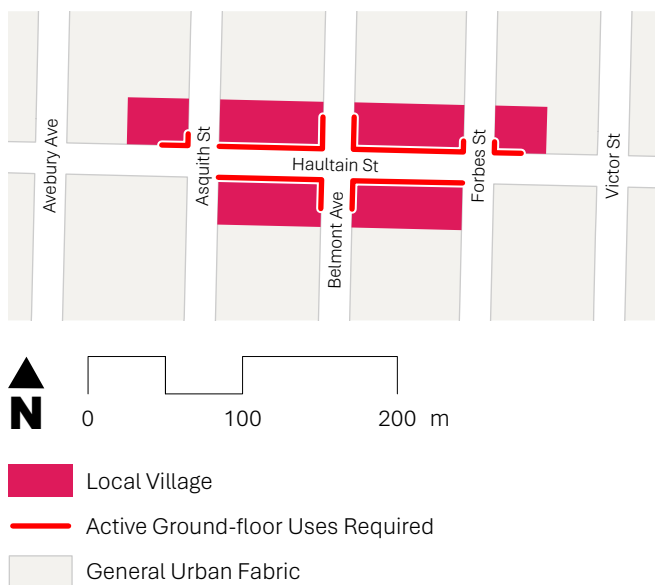 Avebury Ave
Asquith St
Haultain St
Belmont Ave
Forbes St
Victor St
N
0 100 200 m
Local Village
Active Ground-floor Uses Required
General Urban Fabric